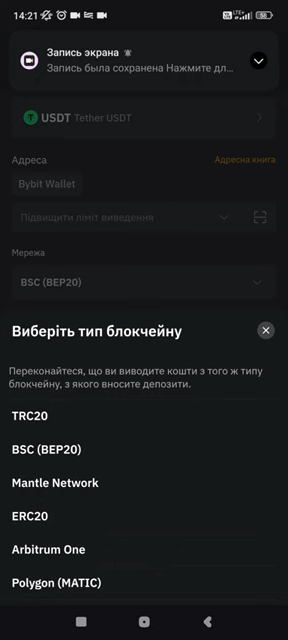 14:21
Запись экрана
Запись была сохранена Нажмите дл...
USDT Tether USDT
Адреса
Адресна книга
Bybit Wallet
Підвищити ліміт виведення
Мережа
BSC (BEP20)
Виберіть тип блокчейну
Переконайтеся, що ви виводите кошти з того ж типу
блокчейну, з якого вносите депозити.
TRC20
BSC (BEP20)
Mantle Network
ERC20
Arbitrum One
Polygon (MATIC)